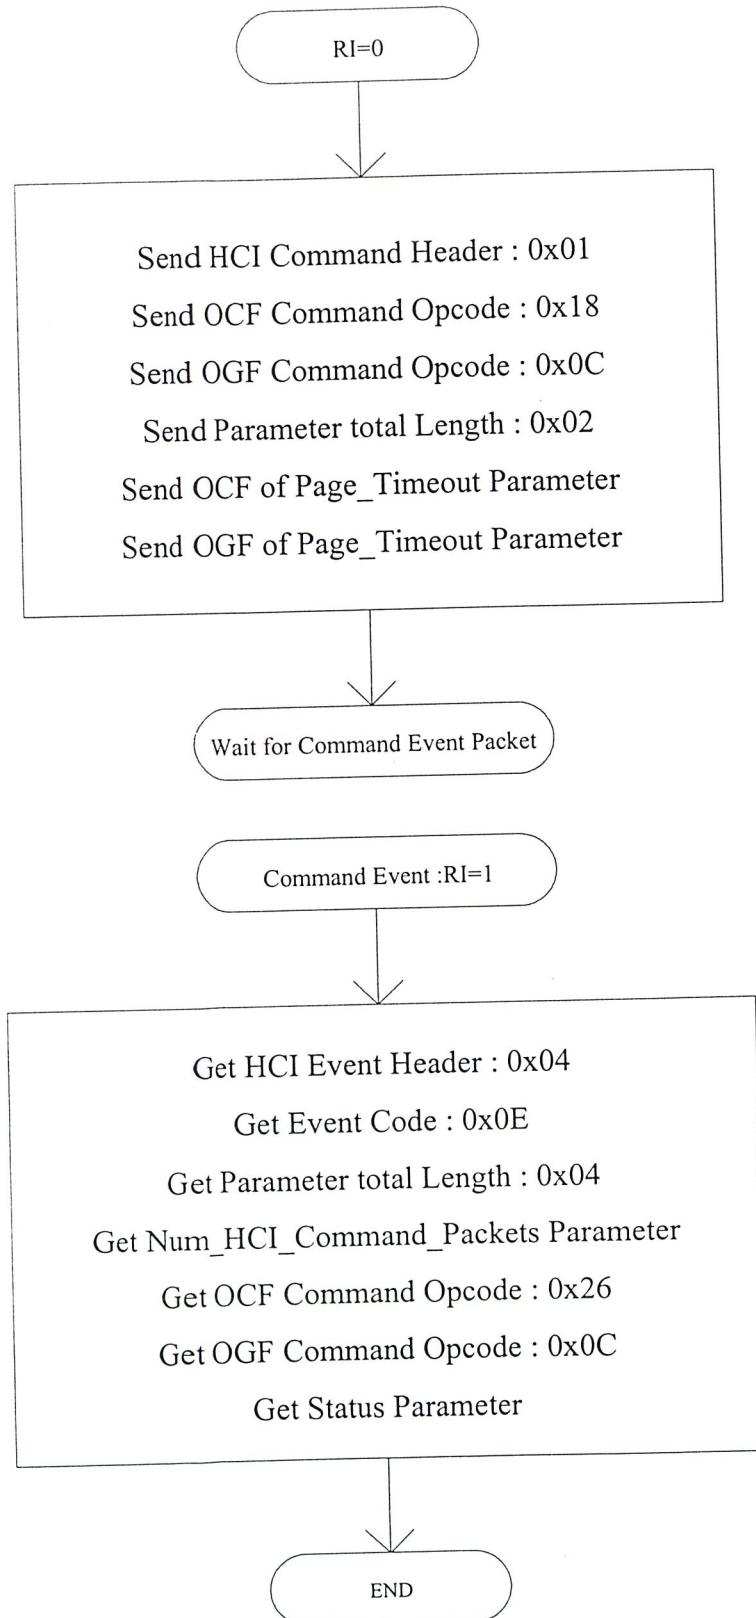 RI=0
Send HCI Command Header : 0x01
Send OCF Command Opcode : 0x18
Send OGF Command Opcode : 0x0C
Send Parameter total Length : 0x02
Send OCF of Page_Timeout Parameter
Send OGF of Page_Timeout Parameter
Wait for Command Event Packet
Command Event :RI=1
Get HCI Event Header : 0x04
Get Event Code : 0x0E
Get Parameter total Length : 0x04
Get Num_HCI_Command_Packets Parameter
Get OCF Command Opcode : 0x26
Get OGF Command Opcode : 0x0C
Get Status Parameter
END